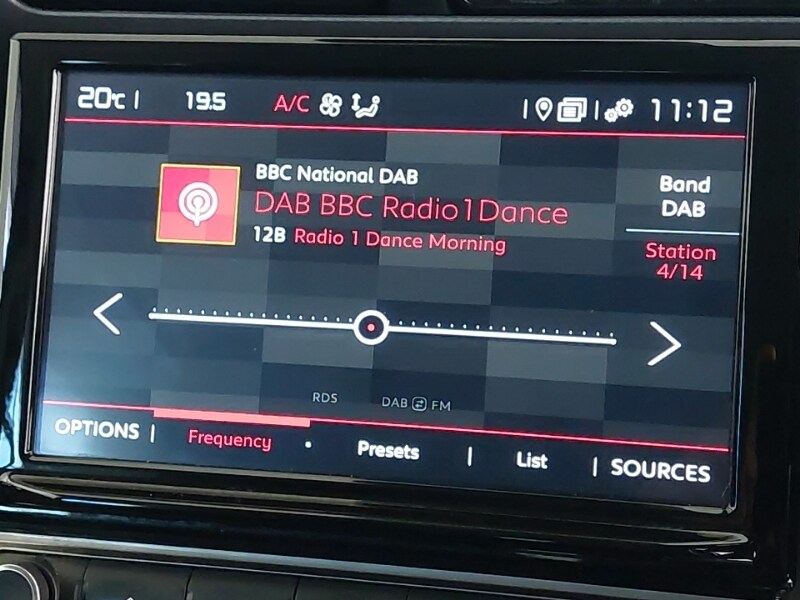 20°C | 19.5 A/C | | 11:12
BBC National DAB
DAB BBC Radio1Dance
12B Radio 1 Dance Morning
Band
DAB
Station
4/14
RDS DAB FM
OPTIONS | Frequency • Presets | List | SOURCES